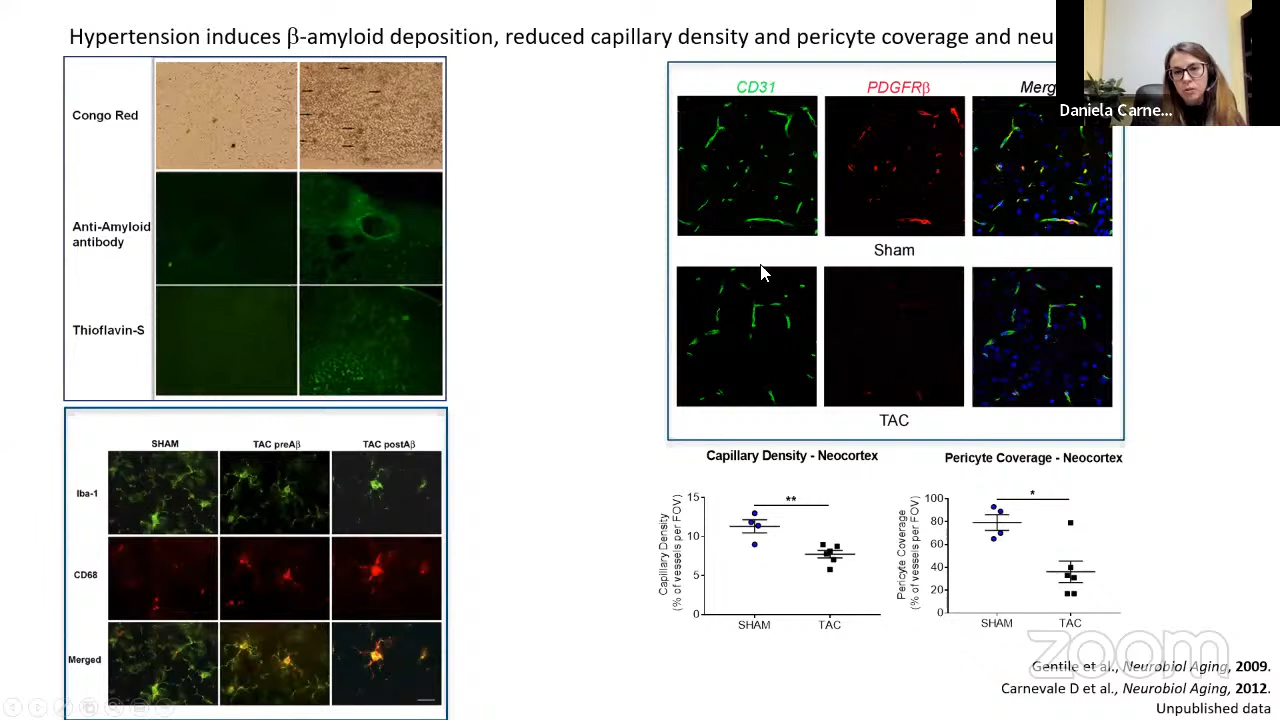 Hypertension induces β-amyloid deposition, reduced capillary density and pericyte coverage and neu
Daniela Carne...
Congo Red
Anti-Amyloid
antibody
Thioflavin-S
SHAM TAC preAβ TAC postAβ
Iba-1
CD68
Merged
CD31 PDGFRβ Merg
Sham
TAC
Capillary Density - Neocortex
Capillary Density
(% of vessels per FOV)
15
10
5
0
**
SHAM TAC
Pericyte Coverage - Neocortex
Pericyte Coverage
(% of vessels per FOV)
100
80
60
40
20
0
*
SHAM TAC
zoom
Gentile et al., Neurobiol Aging, 2009.
Carnevale D et al., Neurobiol Aging, 2012.
Unpublished data